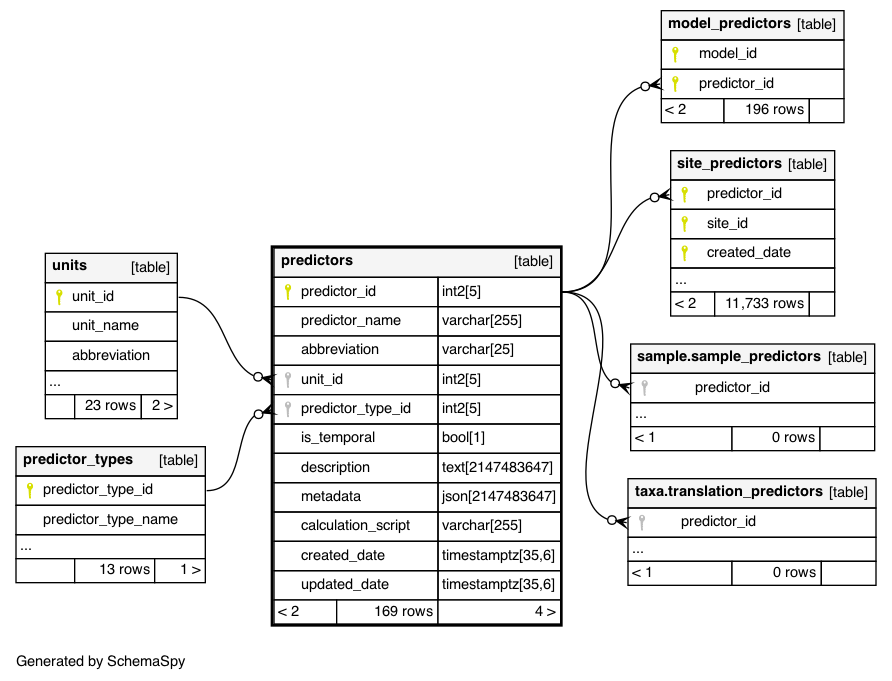 model_predictors [table]
model_id
predictor_id
< 2 196 rows
site_predictors [table]
predictor_id
site_id
created_date
...
< 2 11,733 rows
units [table]
unit_id
unit_name
abbreviation
...
23 rows 2 >
predictor_types [table]
predictor_type_id
predictor_type_name
...
13 rows 1 >
predictors [table]
predictor_id int2[5]
predictor_name varchar[255]
abbreviation varchar[25]
unit_id int2[5]
predictor_type_id int2[5]
is_temporal bool[1]
description text[2147483647]
metadata json[2147483647]
calculation_script varchar[255]
created_date timestamptz[35,6]
updated_date timestamptz[35,6]
< 2 169 rows 4 >
sample.sample_predictors [table]
predictor_id
...
< 1 0 rows
taxa.translation_predictors [table]
predictor_id
...
< 1 0 rows
Generated by SchemaSpy